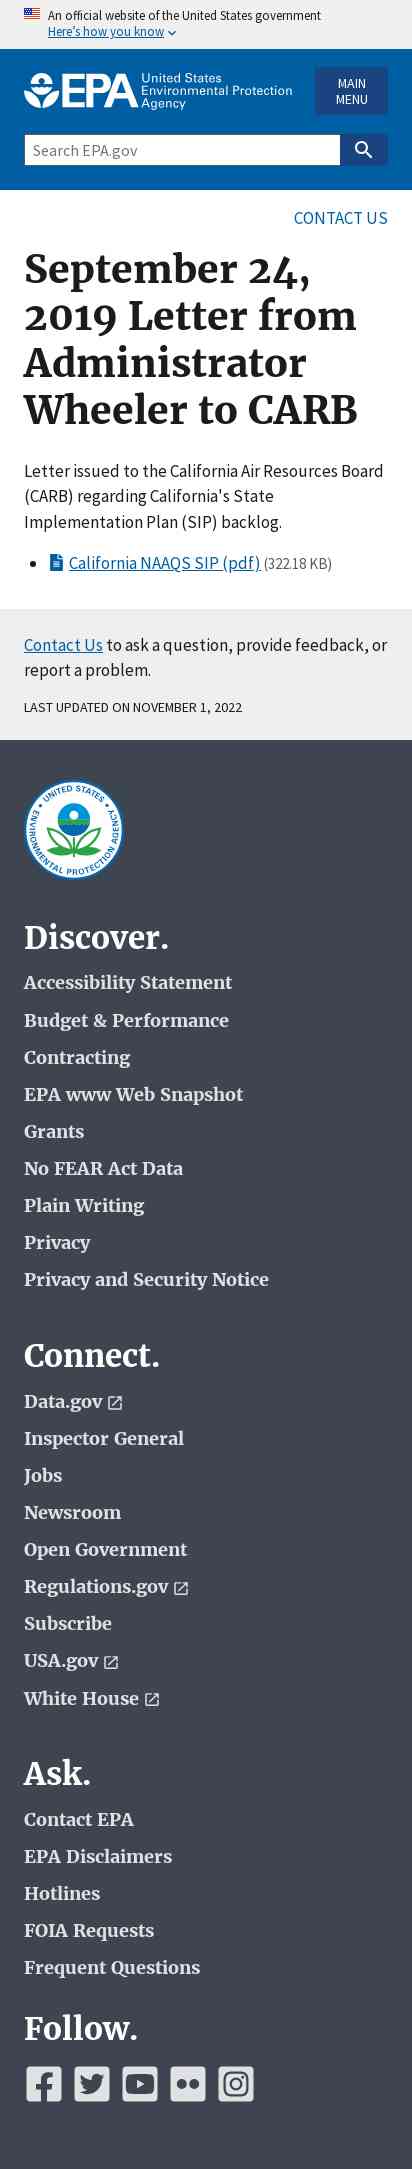 An official website of the United States government
Here's how you know
EPA
United States
Environmental Protection
Agency
MAIN
MENU
Search EPA.gov
CONTACT US
September 24,
2019 Letter from
Administrator
Wheeler to CARB
Letter issued to the California Air Resources Board
(CARB) regarding California's State
Implementation Plan (SIP) backlog.
California NAAQS SIP (pdf) (322.18 KB)
Contact Us to ask a question, provide feedback, or
report a problem.
LAST UPDATED ON NOVEMBER 1, 2022
UNITED STATES
ENVIRONMENTAL PROTECTION AGENCY
Discover.
Accessibility Statement
Budget & Performance
Contracting
EPA www Web Snapshot
Grants
No FEAR Act Data
Plain Writing
Privacy
Privacy and Security Notice
Connect.
Data.gov
Inspector General
Jobs
Newsroom
Open Government
Regulations.gov
Subscribe
USA.gov
White House
Ask.
Contact EPA
EPA Disclaimers
Hotlines
FOIA Requests
Frequent Questions
Follow.